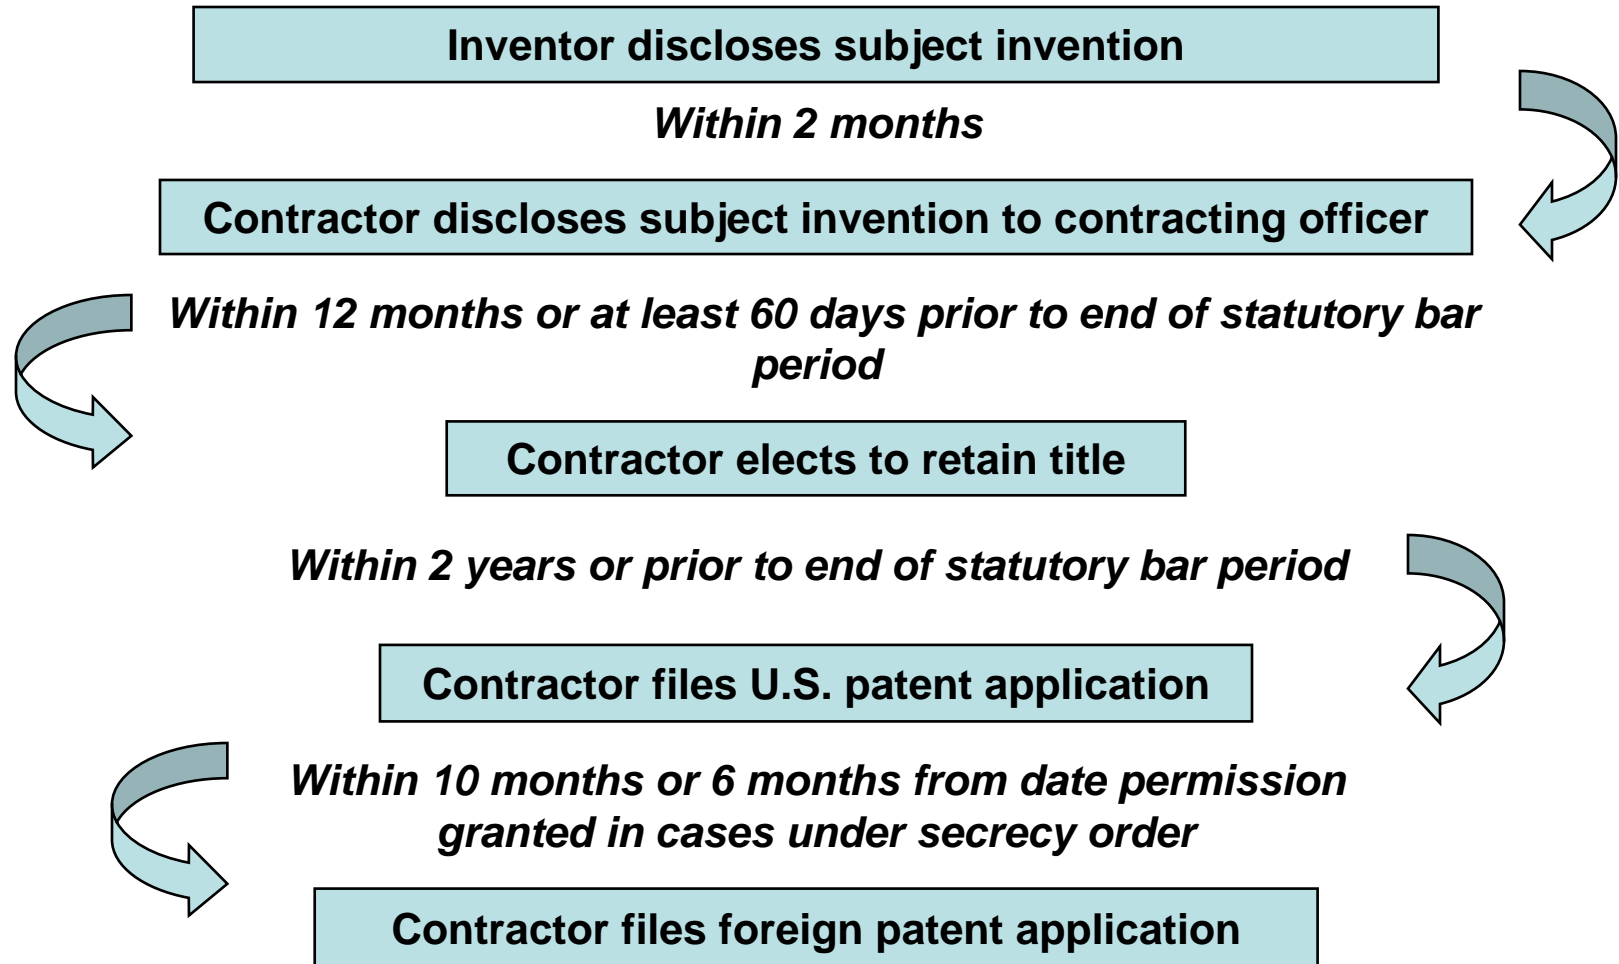 Inventor discloses subject invention
Within 2 months
Contractor discloses subject invention to contracting officer
Within 12 months or at least 60 days prior to end of statutory bar
period
Contractor elects to retain title
Within 2 years or prior to end of statutory bar period
Contractor files U.S. patent application
Within 10 months or 6 months from date permission
granted in cases under secrecy order
Contractor files foreign patent application